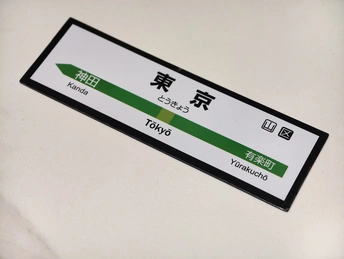 東京
とうきょう
神田
Kanda
Tōkyō
山 区
有楽町
Yūrakuchō